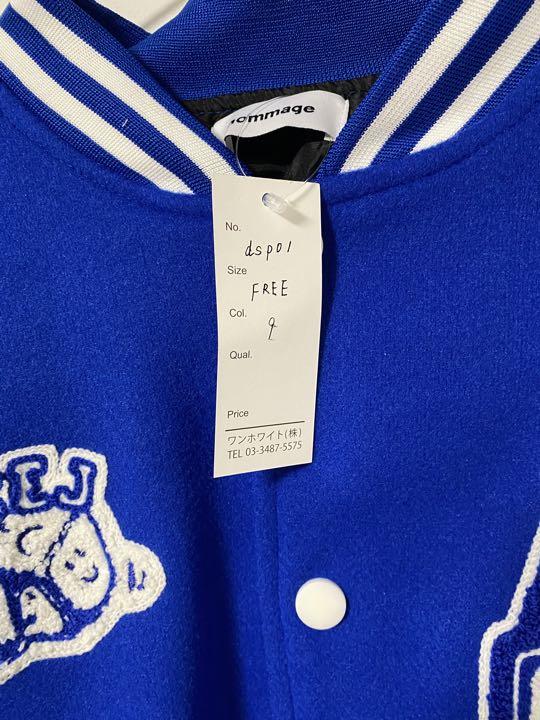 ommage
No.
dsp01
Size
FREE
Col.
9
Qual.
Price
ワンホワイト(株)
TEL 03-3487-5575